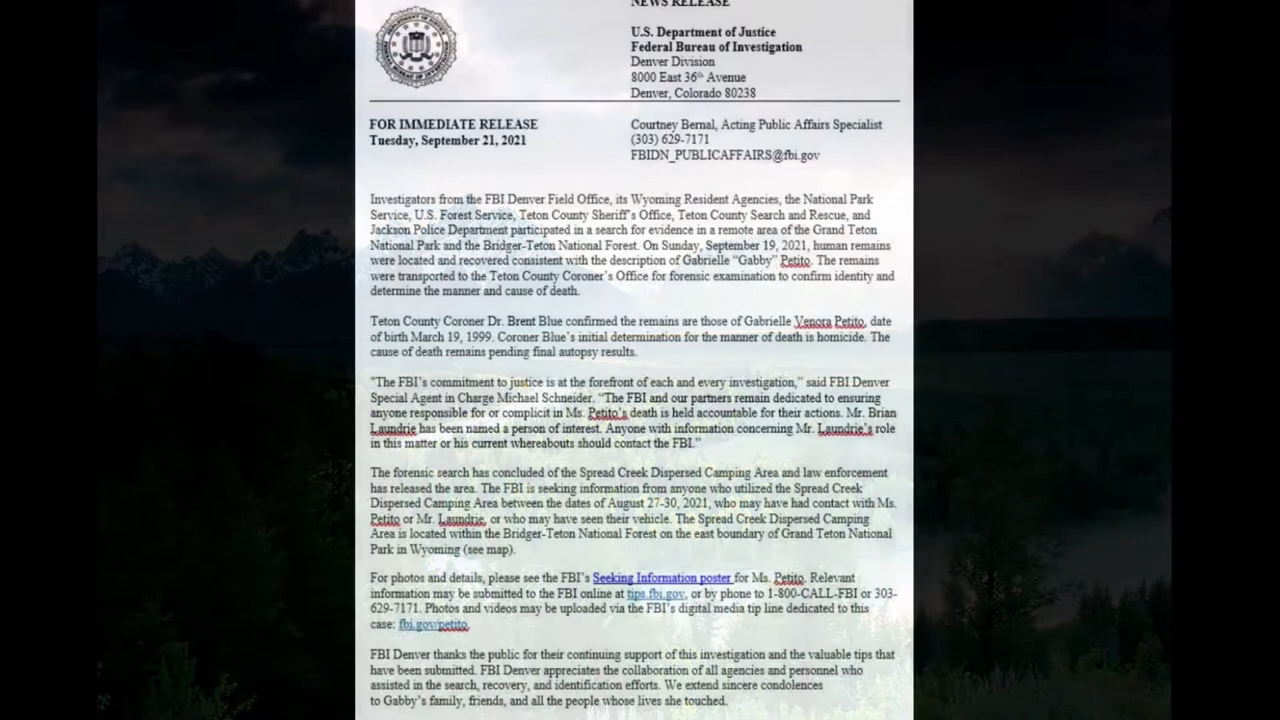 NEWS RELEASE
U.S. Department of Justice
Federal Bureau of Investigation
Denver Division
8000 East 36th Avenue
Denver, Colorado 80238
FOR IMMEDIATE RELEASE
Tuesday, September 21, 2021
Courtney Bernal, Acting Public Affairs Specialist
(303) 629-7171
FBIDN_PUBLICAFFAIRS@fbi.gov
Investigators from the FBI Denver Field Office, its Wyoming Resident Agencies, the National Park
Service, U.S. Forest Service, Teton County Sheriff's Office, Teton County Search and Rescue, and
Jackson Police Department participated in a search for evidence in a remote area of the Grand Teton
National Park and the Bridger-Teton National Forest. On Sunday, September 19, 2021, human remains
were located and recovered consistent with the description of Gabrielle “Gabby” Petito. The remains
were transported to the Teton County Coroner's Office for forensic examination to confirm identity and
determine the manner and cause of death.
Teton County Coroner Dr. Brent Blue confirmed the remains are those of Gabrielle Venora Petito, date
of birth March 19, 1999. Coroner Blue's initial determination for the manner of death is homicide. The
cause of death remains pending final autopsy results.
"The FBI's commitment to justice is at the forefront of each and every investigation,” said FBI Denver
Special Agent in Charge Michael Schneider. “The FBI and our partners remain dedicated to ensuring
anyone responsible for or complicit in Ms. Petito's death is held accountable for their actions. Mr. Brian
Laundrie has been named a person of interest. Anyone with information concerning Mr. Laundrie's role
in this matter or his current whereabouts should contact the FBI.”
The forensic search has concluded of the Spread Creek Dispersed Camping Area and law enforcement
has released the area. The FBI is seeking information from anyone who utilized the Spread Creek
Dispersed Camping Area between the dates of August 27-30, 2021, who may have had contact with Ms.
Petito or Mr. Laundrie, or who may have seen their vehicle. The Spread Creek Dispersed Camping
Area is located within the Bridger-Teton National Forest on the east boundary of Grand Teton National
Park in Wyoming (see map).
For photos and details, please see the FBI's Seeking Information poster for Ms. Petito. Relevant
information may be submitted to the FBI online at tips.fbi.gov, or by phone to 1-800-CALL-FBI or 303-
629-7171. Photos and videos may be uploaded via the FBI's digital media tip line dedicated to this
case: fbi.gov/petito.
FBI Denver thanks the public for their continuing support of this investigation and the valuable tips that
have been submitted. FBI Denver appreciates the collaboration of all agencies and personnel who
assisted in the search, recovery, and identification efforts. We extend sincere condolences
to Gabby's family, friends, and all the people whose lives she touched.